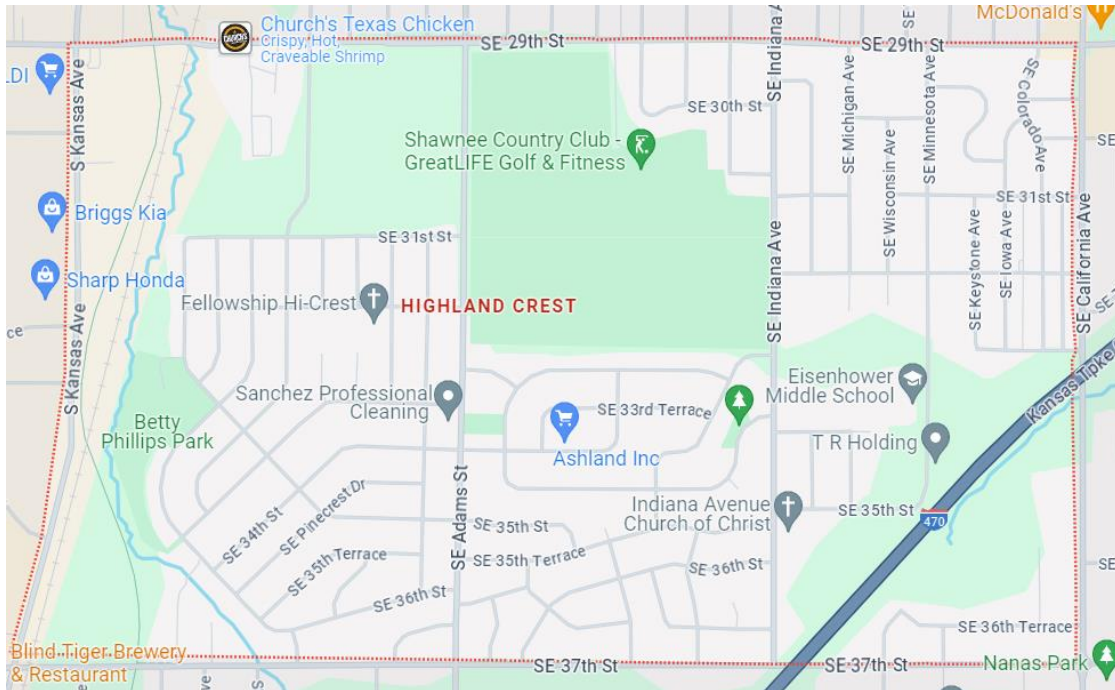 Church's Texas Chicken
Crispy, Hot,
Craveable Shrimp
McDonald's
SE 29th St
SE 29th St
LDI
S Kansas Ave
SE Indiana A
SE 30th St
SE Michigan Ave
SE Wisconsin Ave
SE Minnesota Ave
SE Colorado Ave
SE
Shawnee Country Club -
GreatLIFE Golf & Fitness
Briggs Kia
SE 31st St
SE 31st St
SE Keystone Ave
SE Iowa Ave
SE California Ave
SE Indiana Ave
Sharp Honda
Fellowship Hi-Crest
HIGHLAND CREST
ce
S Kansas Ave
Sanchez Professional
Cleaning
Eisenhower
Middle School
Kansas Tpke
Betty
Phillips Park
SE 33rd Terrace
Ashland Inc
T R Holding
SE Adams St
SE 34th St
SE Pinecrest Dr
SE 35th Terrace
SE 35th St
SE 35th Terrace
Indiana Avenue
Church of Christ
SE 35th St
470
SE 36th St
SE 36th St
SE
SE 36th Terrace
Blind Tiger Brewery
& Restaurant
S
SE 37th St
SE 37th St
Nanas Park